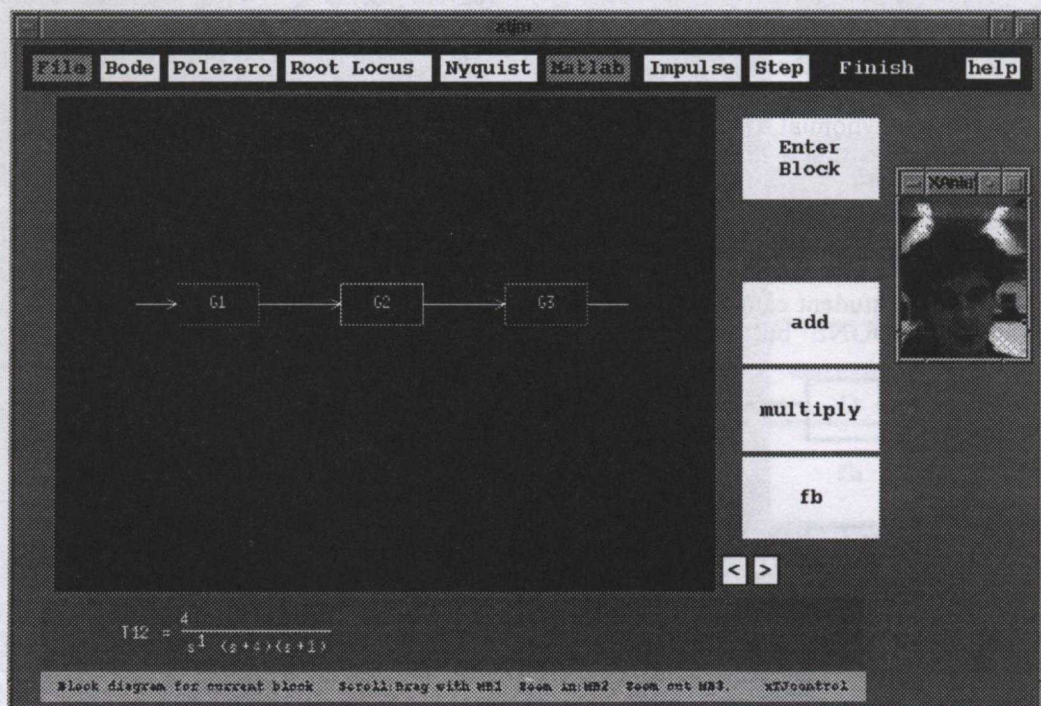 xtjm
File Bode Polezero Root Locus Nyquist Matlab Impulse Step Finish help
Enter
Block
XAnim
G1 G2 G3
add
multiply
fb
< >
T12 = 4
s1 (s+4)(s+1)
Block diagram for current block Scroll:Drag with MB1 Zoom in:MB2 Zoom out MB3. xTJcontrol